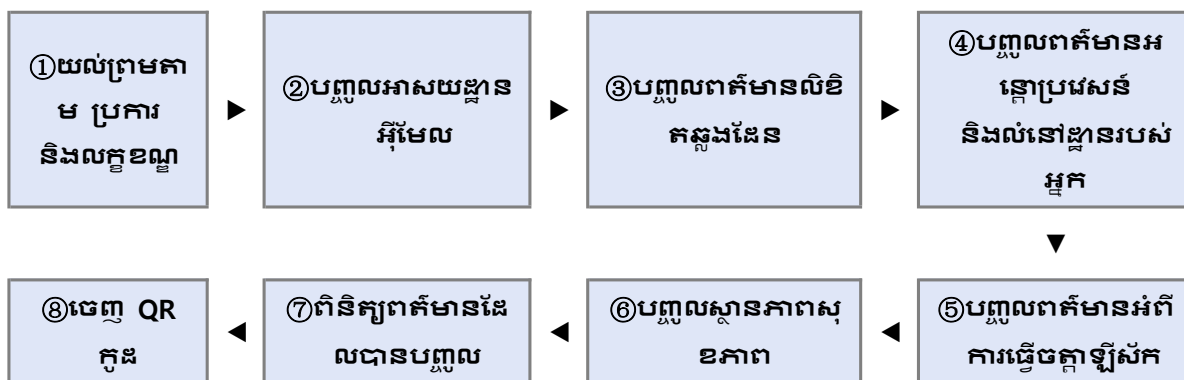 ①យល់ព្រមតា
ម ប្រការ
និងលក្ខខណ្ឌ
②បញ្ចូលអាសយដ្ឋាន
អ៊ីមែល
③បញ្ចូលពត៌មានលិខិ
តឆ្លងដែន
④បញ្ចូលពត៌មានអ
ន្តោប្រវេសន៍
និងលំនៅដ្ឋានរបស់
អ្នក
⑤បញ្ចូលពត៌មានអំពី
ការធ្វើចត្តាឡីស័ក
⑥បញ្ចូលស្ថានភាពសុ
ខភាព
⑦ពិនិត្យពត៌មានដែ
លបានបញ្ចូល
⑧ចេញ QR
កូដ